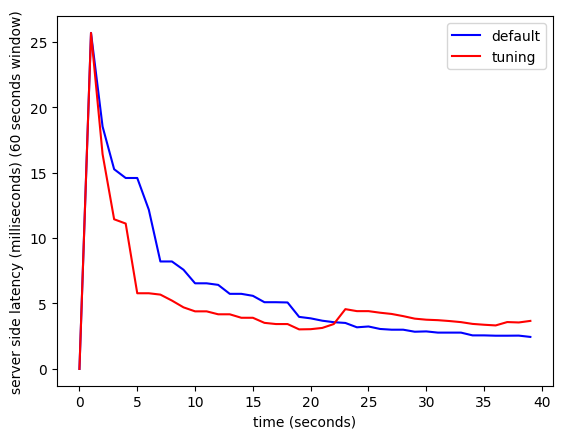 default
tuning
server side latency (milliseconds) (60 seconds window)
25
20
15
10
5
0
0 5 10 15 20 25 30 35 40
time (seconds)